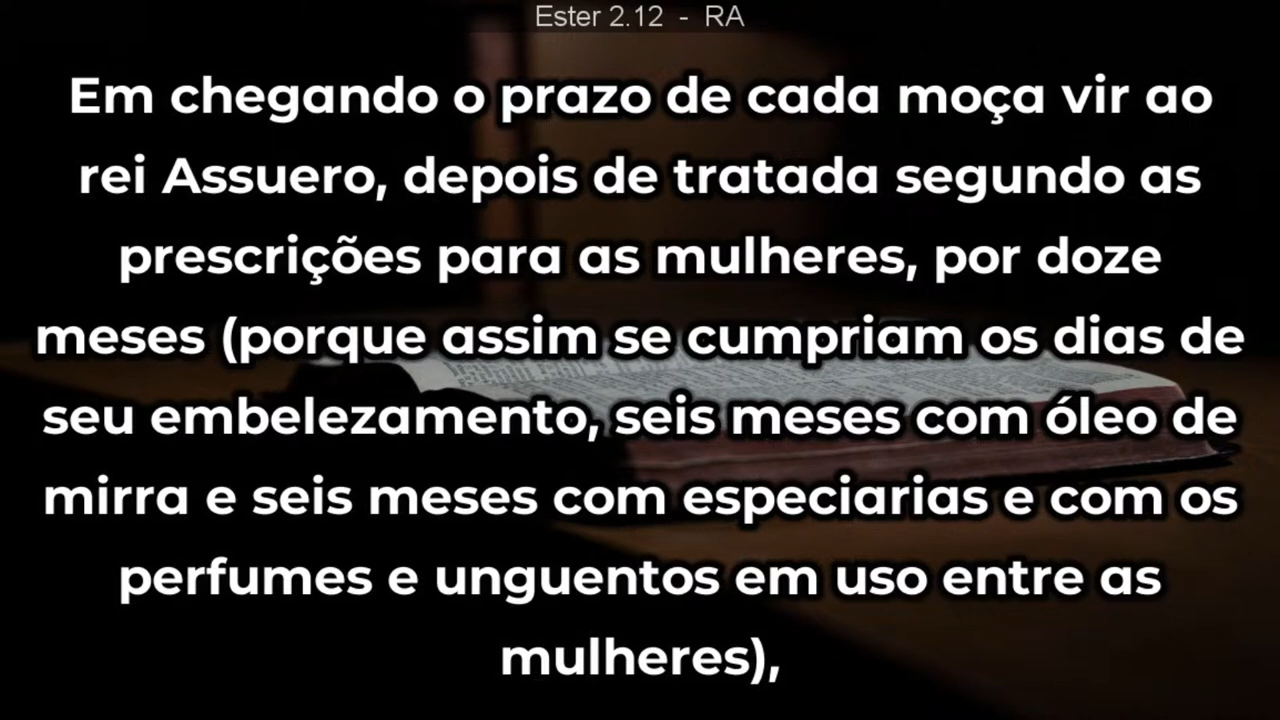 Ester 2.12 - RA
Em chegando o prazo de cada moça vir ao
rei Assuero, depois de tratada segundo as
prescrições para as mulheres, por doze
meses (porque assim se cumpriam os dias de
seu embelezamento, seis meses com óleo de
mirra e seis meses com especiarias e com os
perfumes e unguentos em uso entre as
mulheres),